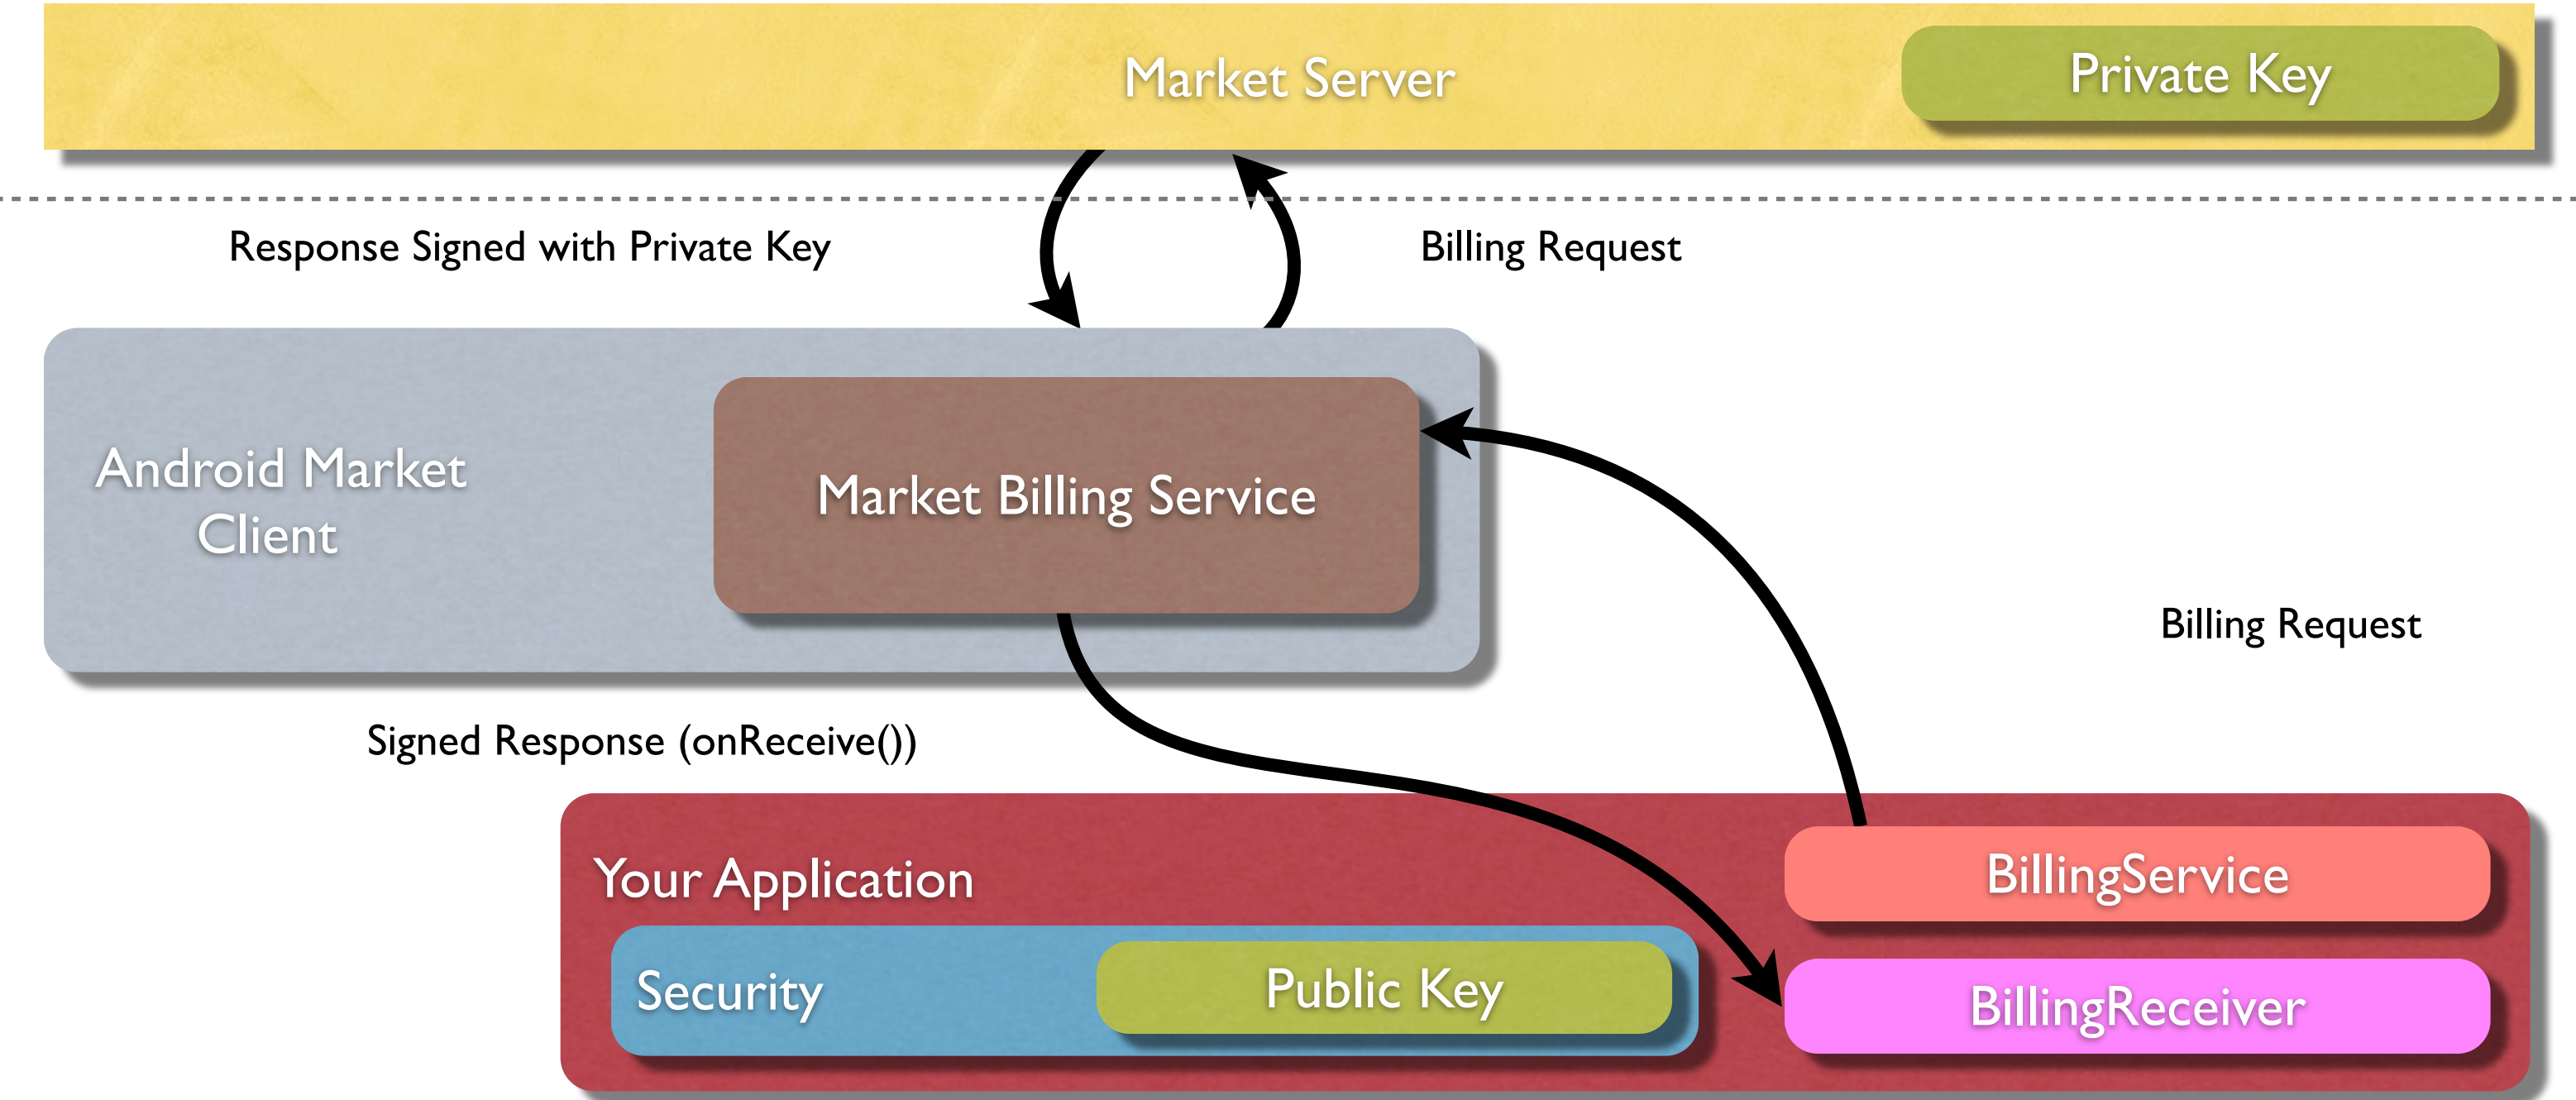 Market Server
Private Key
Response Signed with Private Key
Billing Request
Android Market
Client
Market Billing Service
Billing Request
Signed Response (onReceive())
Your Application
BillingService
Security
Public Key
BillingReceiver